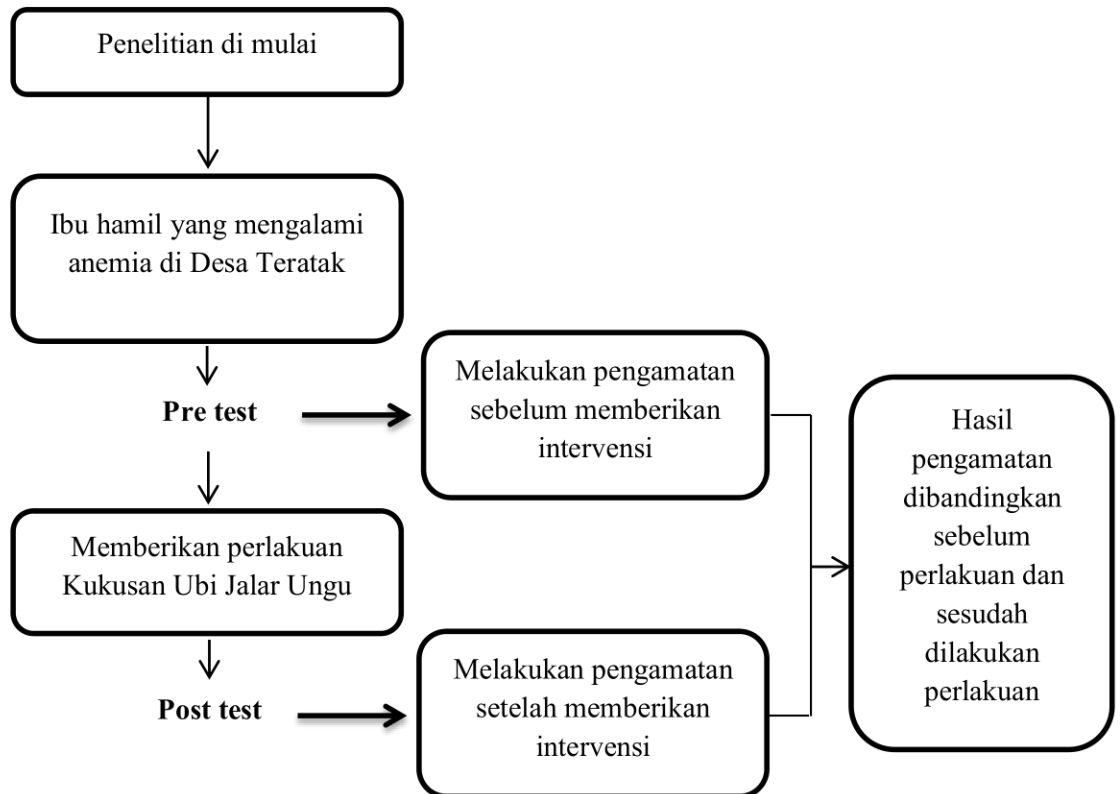 Penelitian di mulai
Ibu hamil yang mengalami
anemia di Desa Teratak
Pre test
Melakukan pengamatan
sebelum memberikan
intervensi
Memberikan perlakuan
Kukusan Ubi Jalar Ungu
Post test
Melakukan pengamatan
setelah memberikan
intervensi
Hasil
pengamatan
dibandingkan
sebelum
perlakuan dan
sesudah
dilakukan
perlakuan